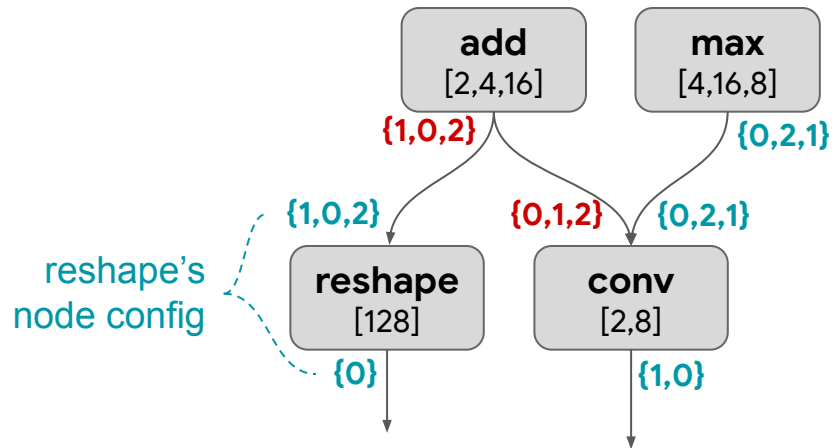 add
[2,4,16]
max
[4,16,8]
{1,0,2}
{0,2,1}
{1,0,2}
{0,1,2}
{0,2,1}
reshape's
node config
reshape
[128]
conv
[2,8]
{0}
{1,0}